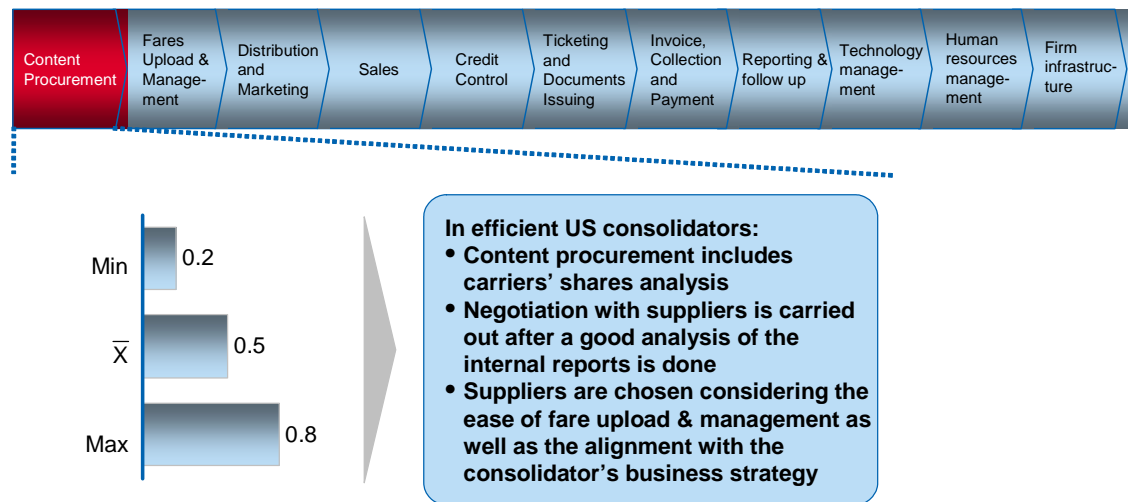 Content
Procurement
Fares
Upload &
Manage-
ment
Distribution
and
Marketing
Sales
Credit
Control
Ticketing
and
Documents
Issuing
Invoice,
Collection
and
Payment
Reporting &
follow up
Technology
manage-
ment
Human
resources
manage-
ment
Firm
infrastruc-
ture
Min
0.2
X̅
0.5
Max
0.8
In efficient US consolidators:
• Content procurement includes
carriers’ shares analysis
• Negotiation with suppliers is carried
out after a good analysis of the
internal reports is done
• Suppliers are chosen considering the
ease of fare upload & management as
well as the alignment with the
consolidator’s business strategy